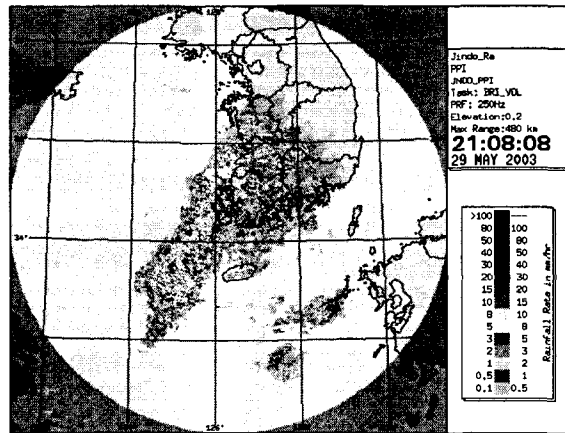 Jindo_Ra
PPI
JNDO_PPI
Task: BRI_VOL
PRF: 250Hz
Elevation:0.2
Max Range:480 km
21:08:08
29 MAY 2003
34°
126°
>100
80 100
50 80
40 50
30 40
20 30
15 20
10 15
8 10
5 8
3 5
2 3
1 2
0.5 1
0.1 0.5
Rainfall Rate in mm/hr